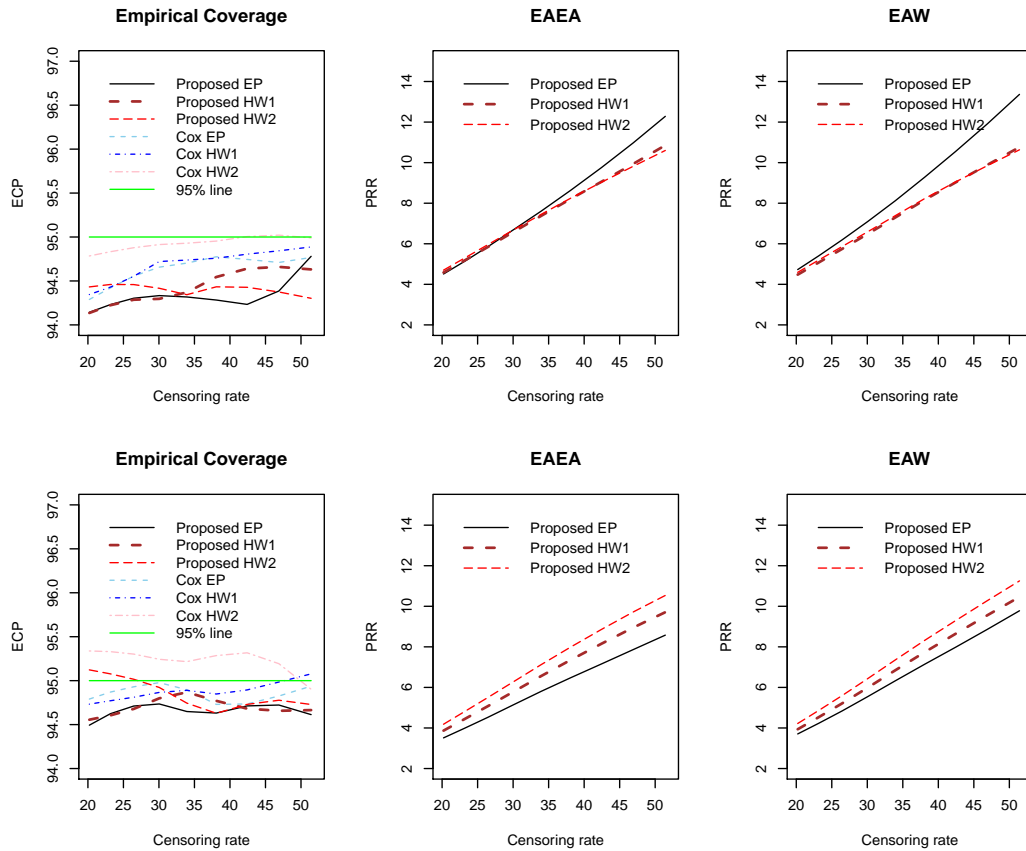 Empirical Coverage
ECP
97.0
96.5
96.0
95.5
95.0
94.5
94.0
Proposed EP
Proposed HW1
Proposed HW2
Cox EP
Cox HW1
Cox HW2
95% line
20 25 30 35 40 45 50
Censoring rate
EAEA
PRR
14
12
10
8
6
4
2
Proposed EP
Proposed HW1
Proposed HW2
20 25 30 35 40 45 50
Censoring rate
EAW
PRR
14
12
10
8
6
4
2
Proposed EP
Proposed HW1
Proposed HW2
20 25 30 35 40 45 50
Censoring rate
Empirical Coverage
ECP
97.0
96.5
96.0
95.5
95.0
94.5
94.0
Proposed EP
Proposed HW1
Proposed HW2
Cox EP
Cox HW1
Cox HW2
95% line
20 25 30 35 40 45 50
Censoring rate
EAEA
PRR
14
12
10
8
6
4
2
Proposed EP
Proposed HW1
Proposed HW2
20 25 30 35 40 45 50
Censoring rate
EAW
PRR
14
12
10
8
6
4
2
Proposed EP
Proposed HW1
Proposed HW2
20 25 30 35 40 45 50
Censoring rate